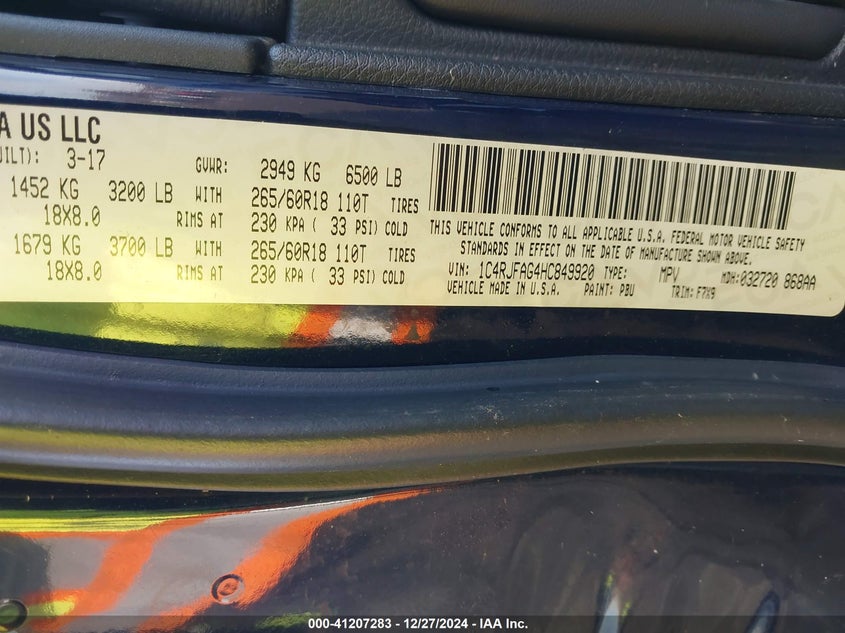 A US LLC
UILT): 3-17 GVWR: 2949 KG 6500 LB
1452 KG 3200 LB WITH 265/60R18 110T TIRES
18X8.0 RIMS AT 230 KPA ( 33 PSI) COLD
1679 KG 3700 LB WITH 265/60R18 110T TIRES
18X8.0 RIMS AT 230 KPA ( 33 PSI) COLD
THIS VEHICLE CONFORMS TO ALL APPLICABLE U.S.A. FEDERAL MOTOR VEHICLE SAFETY
STANDARDS IN EFFECT ON THE DATE OF MANUFACTURE SHOWN ABOVE.
VIN: 1C4RJFAG4HC849920 TYPE: MPV MDH: 032720 868AA
VEHICLE MADE IN U.S.A. PAINT: PBU TRIM: F7X9
000-41207283 - 12/27/2024 - IAA Inc.